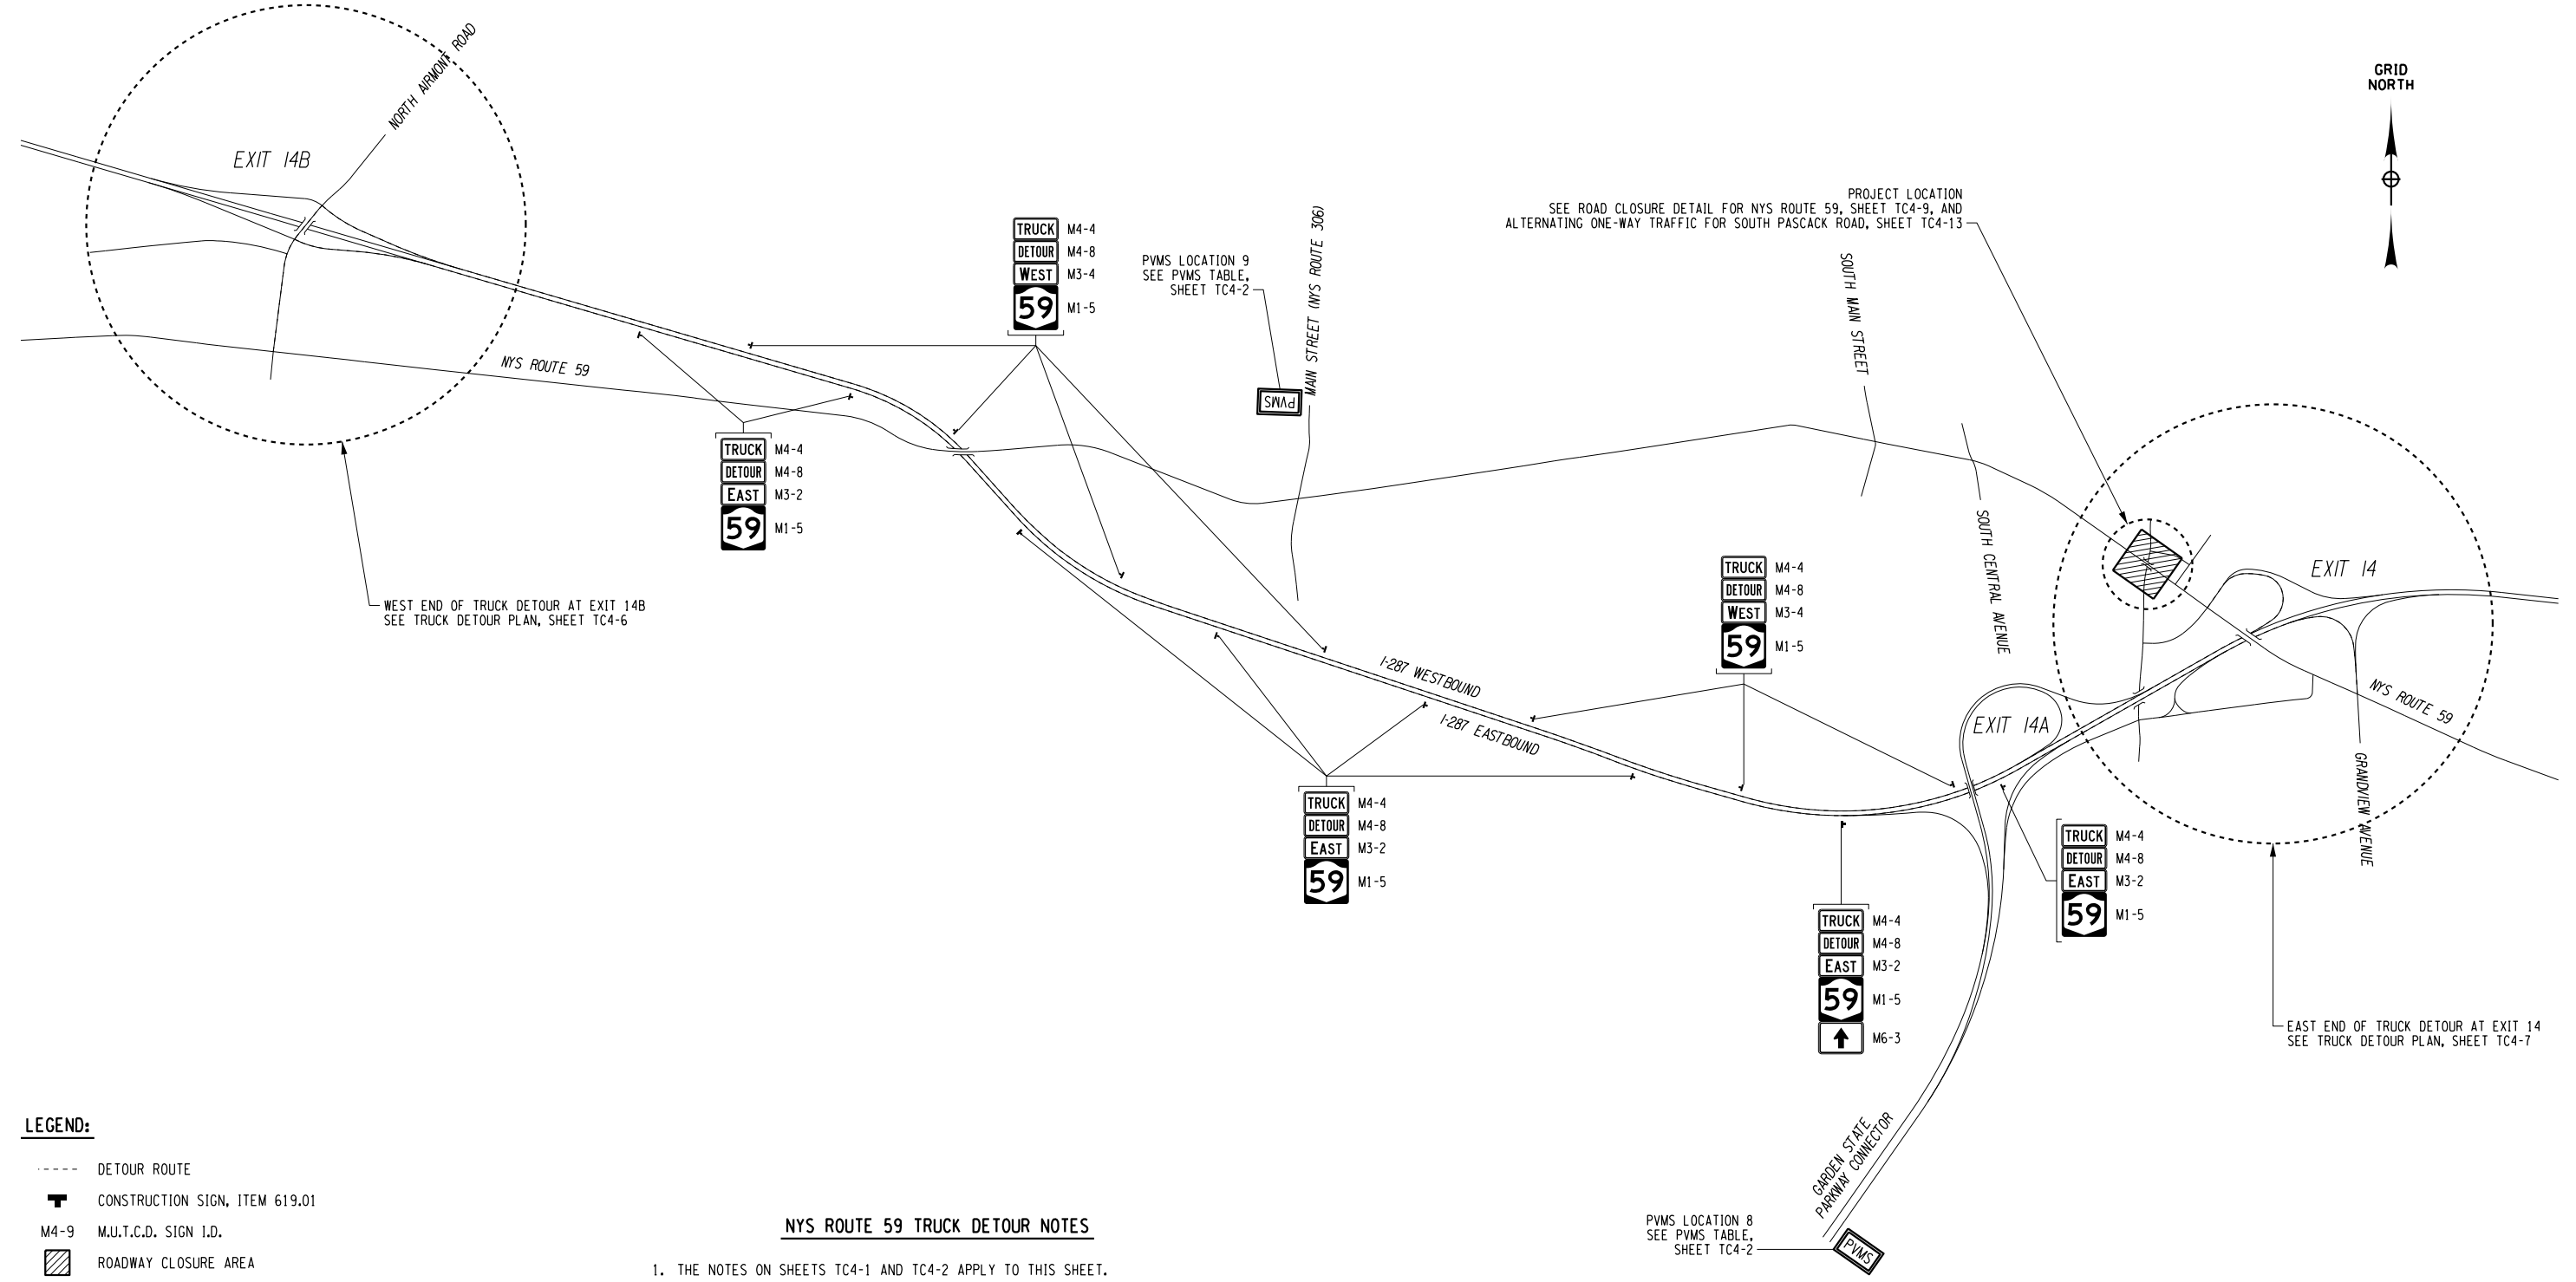 GRID
NORTH
NORTH AIRMONT ROAD
EXIT 14B
PROJECT LOCATION
SEE ROAD CLOSURE DETAIL FOR NYS ROUTE 59, SHEET TC4-9, AND
ALTERNATING ONE-WAY TRAFFIC FOR SOUTH PASCACK ROAD, SHEET TC4-13
TRUCK M4-4
DETOUR M4-8
WEST M3-4
59 M1-5
PVMS LOCATION 9
SEE PVMS TABLE,
SHEET TC4-2
PVMS
MAIN STREET (NYS ROUTE 306)
SOUTH MAIN STREET
NYS ROUTE 59
TRUCK M4-4
DETOUR M4-8
EAST M3-2
59 M1-5
WEST END OF TRUCK DETOUR AT EXIT 14B
SEE TRUCK DETOUR PLAN, SHEET TC4-6
SOUTH CENTRAL AVENUE
EXIT 14
TRUCK M4-4
DETOUR M4-8
WEST M3-4
59 M1-5
I-287 WESTBOUND
I-287 EASTBOUND
EXIT 14A
NYS ROUTE 59
GRANDVIEW AVENUE
TRUCK M4-4
DETOUR M4-8
EAST M3-2
59 M1-5
TRUCK M4-4
DETOUR M4-8
EAST M3-2
59 M1-5
TRUCK M4-4
DETOUR M4-8
EAST M3-2
59 M1-5
M6-3
EAST END OF TRUCK DETOUR AT EXIT 14
SEE TRUCK DETOUR PLAN, SHEET TC4-7
GARDEN STATE
PARKWAY CONNECTOR
PVMS LOCATION 8
SEE PVMS TABLE,
SHEET TC4-2
PVMS
LEGEND:
DETOUR ROUTE
CONSTRUCTION SIGN, ITEM 619.01
M4-9 M.U.T.C.D. SIGN I.D.
ROADWAY CLOSURE AREA
NYS ROUTE 59 TRUCK DETOUR NOTES
1. THE NOTES ON SHEETS TC4-1 AND TC4-2 APPLY TO THIS SHEET.